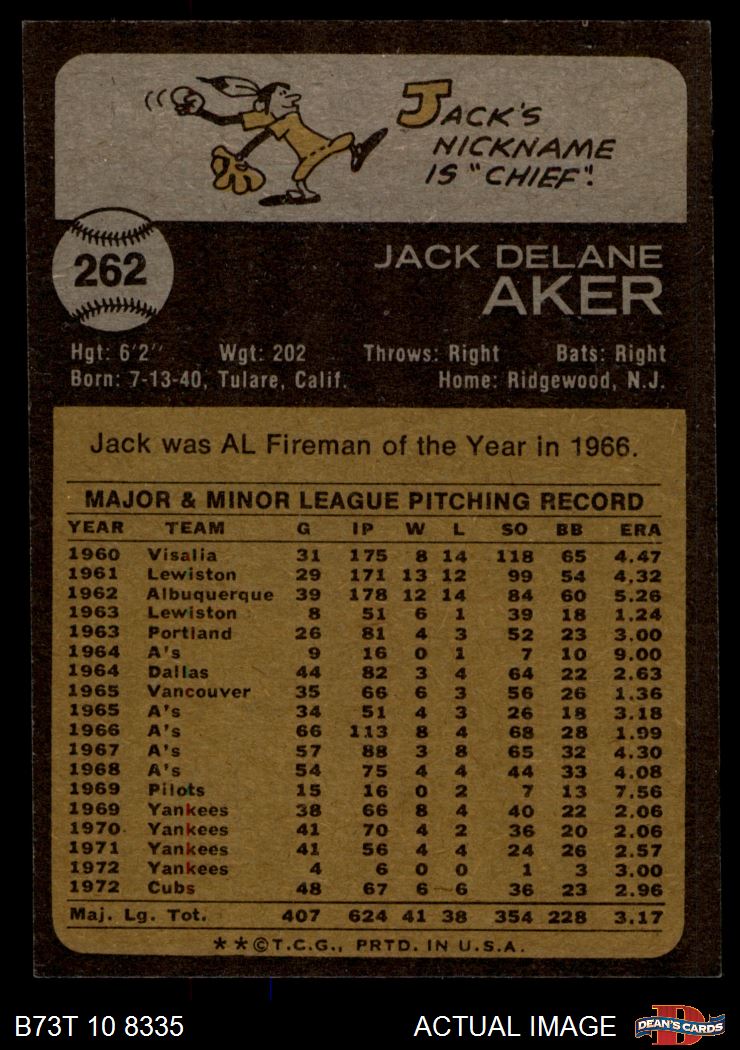 JACK'S
NICKNAME
IS "CHIEF"!
262
JACK DELANE
AKER
Hgt: 6'2" Wgt: 202 Throws: Right Bats: Right
Born: 7-13-40, Tulare, Calif. Home: Ridgewood, N.J.
Jack was AL Fireman of the Year in 1966.
MAJOR & MINOR LEAGUE PITCHING RECORD
YEAR TEAM G IP W L SO BB ERA
1960 Visalia 31 175 8 14 118 65 4.47
1961 Lewiston 29 171 13 12 99 54 4.32
1962 Albuquerque 39 178 12 14 84 60 5.26
1963 Lewiston 8 51 6 1 39 18 1.24
1963 Portland 26 81 4 3 52 23 3.00
1964 A's 9 16 0 1 7 10 9.00
1964 Dallas 44 82 3 4 64 22 2.63
1965 Vancouver 35 66 6 3 56 26 1.36
1965 A's 34 51 4 3 26 18 3.18
1966 A's 66 113 8 4 68 28 1.99
1967 A's 57 88 3 8 65 32 4.30
1968 A's 54 75 4 4 44 33 4.08
1969 Pilots 15 16 0 2 7 13 7.56
1969 Yankees 38 66 8 4 40 22 2.06
1970 Yankees 41 70 4 2 36 20 2.06
1971 Yankees 41 56 4 4 24 26 2.57
1972 Yankees 4 6 0 0 1 3 3.00
1972 Cubs 48 67 6 6 36 23 2.96
Maj. Lg. Tot. 407 624 41 38 354 228 3.17
**©T.C.G., PRTD. IN U.S.A.
B73T 10 8335 ACTUAL IMAGE DEAN'S CARDS